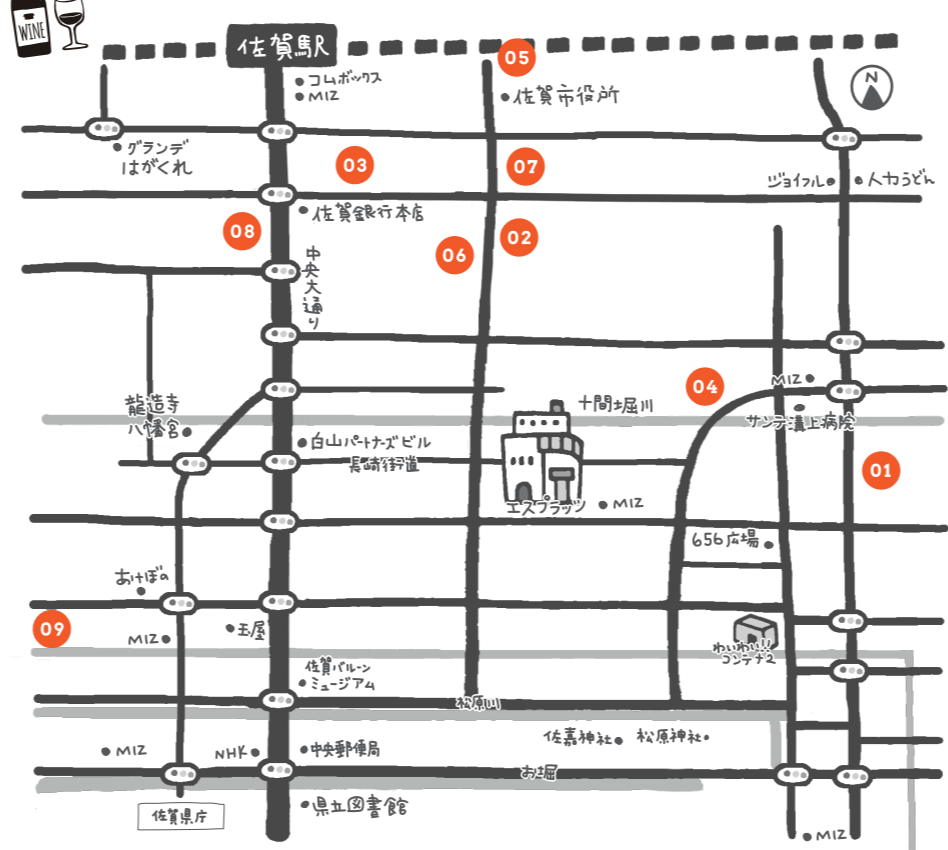 WINE
佐賀駅
05
N
コムボックス
MIZ
佐賀市役所
グランデ
はがくれ
03
07
ジョイフル
人力うどん
佐賀銀行本店
08
06
02
中央大通り
04
MIZ
龍造寺
八幡宮
十間堀川
サンテ溝上病院
白山パートナーズビル
長崎街道
01
エスプラッツ
MIZ
656広場
あけぼの
09
玉屋
MIZ
わいわい!!
コンテナ2
佐賀バルーン
ミュージアム
松原川
佐嘉神社
松原神社
MIZ
NHK
中央郵便局
お堀
佐賀県庁
県立図書館
MIZ